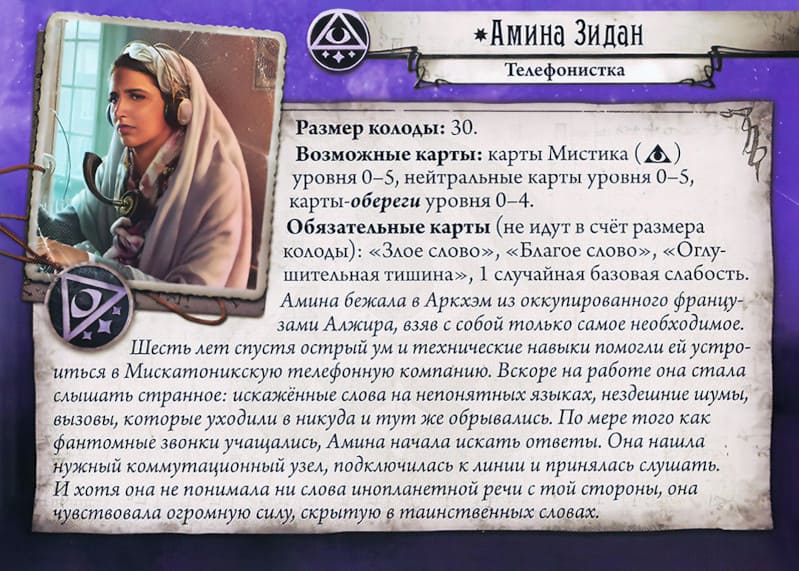 Амина Зидан
Телефонистка
Размер колоды: 30.
Возможные карты: карты Мистика ( )
уровня 0–5, нейтральные карты уровня 0–5,
карты-обереги уровня 0–4.
Обязательные карты (не идут в счёт размера
колоды): «Злое слово», «Благое слово», «Оглу-
шительная тишина», 1 случайная базовая слабость.
Амина бежала в Аркхэм из оккупированного францу-
зами Алжира, взяв с собой только самое необходимое.
Шесть лет спустя острый ум и технические навыки помогли ей устро-
иться в Мискатоникскую телефонную компанию. Вскоре на работе она стала
слышать странное: искажённые слова на непонятных языках, нездешние шумы,
вызовы, которые уходили в никуда и тут же обрывались. По мере того как
фантомные звонки учащались, Амина начала искать ответы. Она нашла
нужный коммутационный узел, подключилась к линии и принялась слушать.
И хотя она не понимала ни слова инопланетной речи с той стороны, она
чувствовала огромную силу, скрытую в таинственных словах.